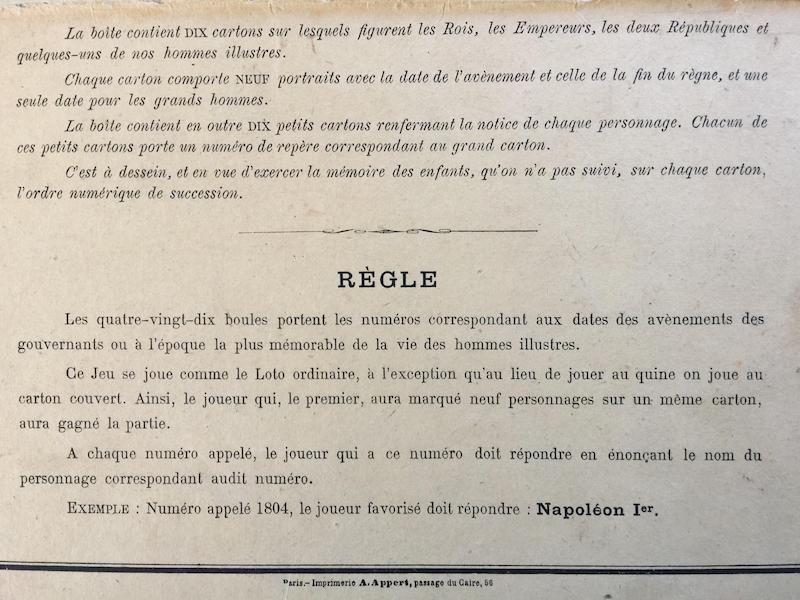 La boîte contient DIX cartons sur lesquels figurent les Rois, les Empereurs, les deux Républiques et
quelques-uns de nos hommes illustres.
Chaque carton comporte NEUF portraits avec la date de l'avènement et celle de la fin du règne, et une
seule date pour les grands hommes.
La boîte contient en outre DIX petits cartons renfermant la notice de chaque personnage. Chacun de
ces petits cartons porte un numéro de repère correspondant au grand carton.
C'est à dessein, et en vue d'exercer la mémoire des enfants, qu'on n'a pas suivi, sur chaque carton,
l'ordre numérique de succession.
RÈGLE
Les quatre-vingt-dix boules portent les numéros correspondant aux dates des avènements des
gouvernants ou à l'époque la plus mémorable de la vie des hommes illustres.
Ce Jeu se joue comme le Loto ordinaire, à l'exception qu'au lieu de jouer au quine on joue au
carton couvert. Ainsi, le joueur qui, le premier, aura marqué neuf personnages sur un même carton,
aura gagné la partie.
A chaque numéro appelé, le joueur qui a ce numéro doit répondre en énonçant le nom du
personnage correspondant audit numéro.
EXEMPLE : Numéro appelé 1804, le joueur favorisé doit répondre : Napoléon Ier.
Paris.- Imprimerie A. Appert, passage du Caire, 56